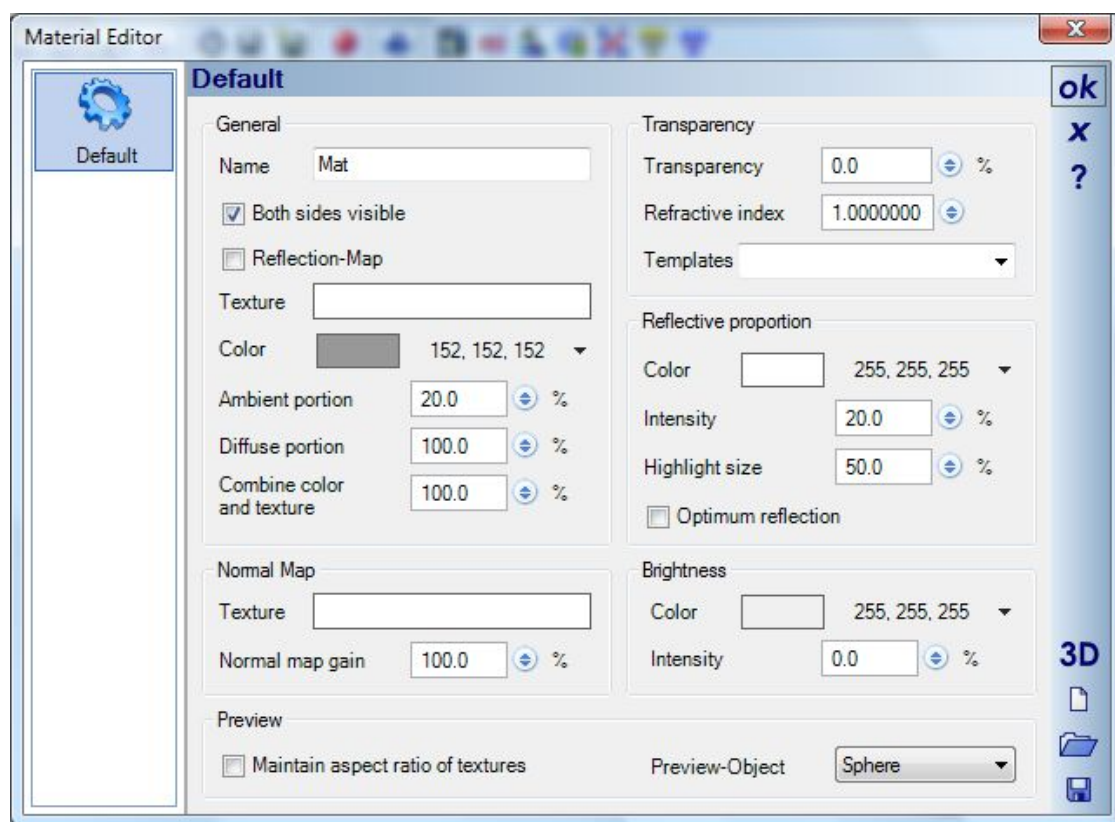 Material Editor
x
Default
Default
ok
x
?
General
Name Mat
Both sides visible
Reflection-Map
Texture
Color 152, 152, 152
Ambient portion 20.0 %
Diffuse portion 100.0 %
Combine color
and texture 100.0 %
Transparency
Transparency 0.0 %
Refractive index 1.0000000
Templates
Reflective proportion
Color 255, 255, 255
Intensity 20.0 %
Highlight size 50.0 %
Optimum reflection
Normal Map
Texture
Normal map gain 100.0 %
Brightness
Color 255, 255, 255
Intensity 0.0 %
Preview
Maintain aspect ratio of textures
Preview-Object Sphere
3D